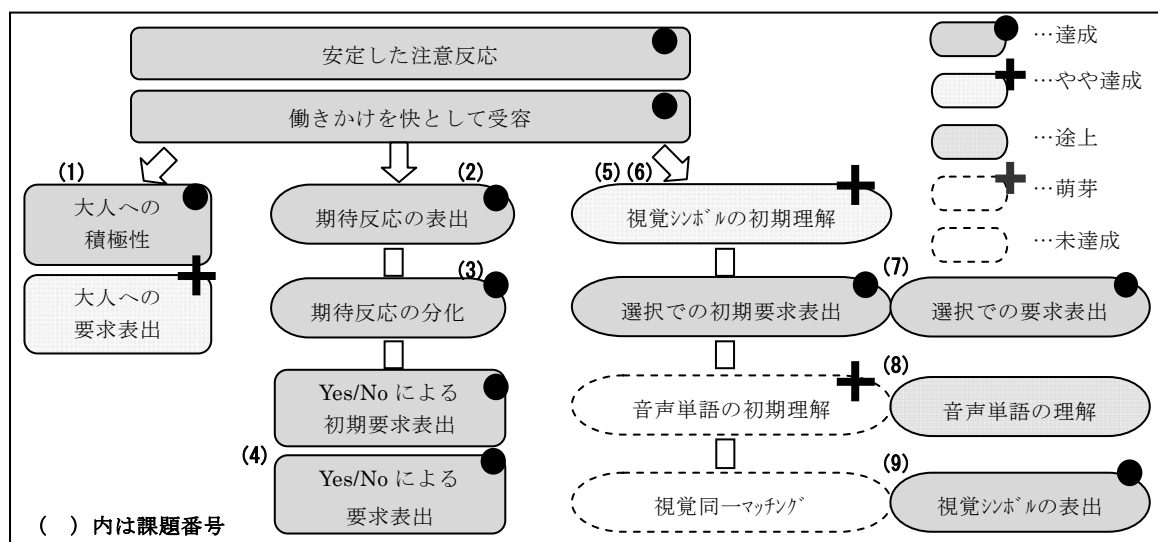 安定した注意反応
働きかけを快として受容
(1)
大人への
積極性
大人への
要求表出
(2)
期待反応の表出
(3)
期待反応の分化
Yes/No による
初期要求表出
(4)
Yes/No による
要求表出
(5)(6)
視覚ｼﾝﾎﾞﾙの初期理解
選択での初期要求表出
(7)
選択での要求表出
音声単語の初期理解
(8)
音声単語の理解
視覚同一ﾏｯﾁﾝｸﾞ
(9)
視覚ｼﾝﾎﾞﾙの表出
…達成
…やや達成
…途上
…萌芽
…未達成
(　) 内は課題番号